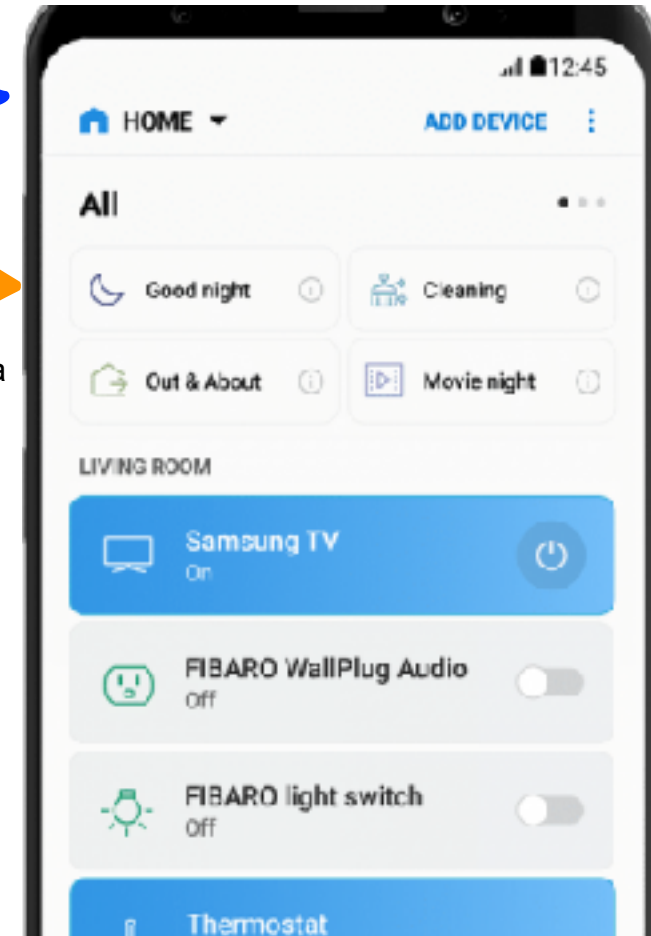 12:45
HOME ADD DEVICE
All
Good night Cleaning
a
Out & About Movie night
LIVING ROOM
Samsung TV
On
FIBARO WallPlug Audio
Off
FIBARO light switch
Off
Thermostat